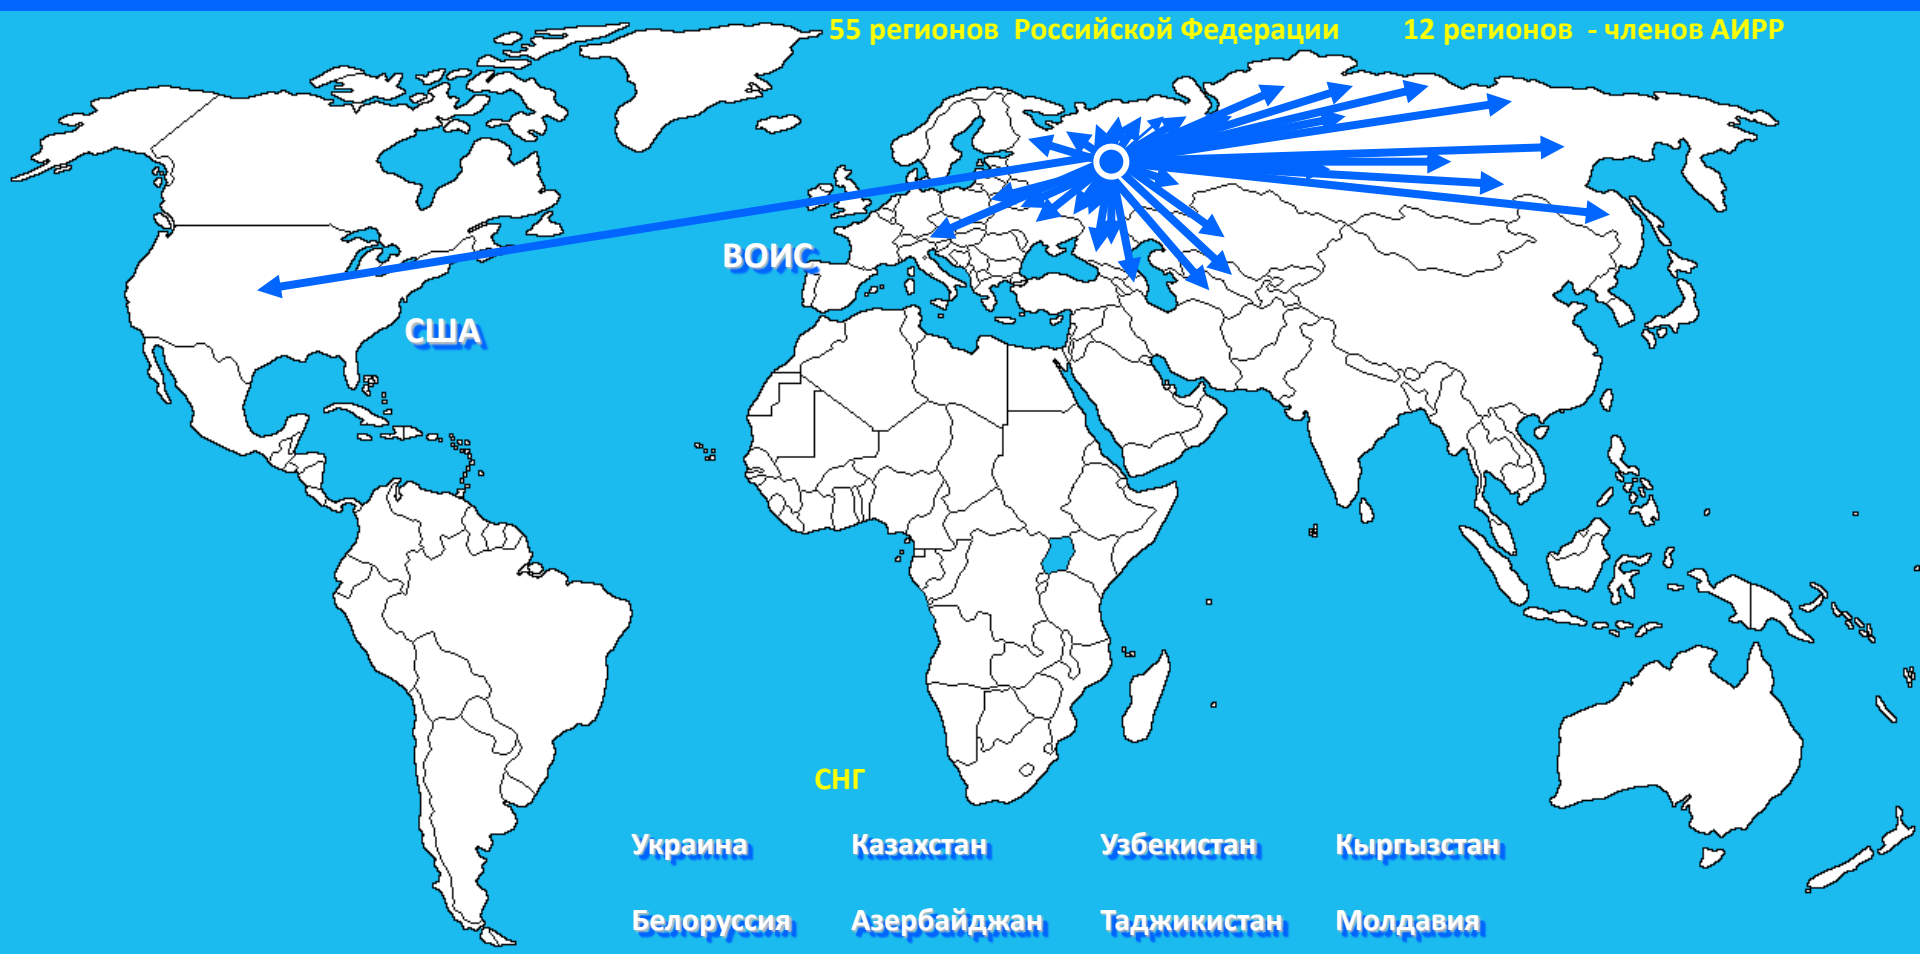 55 регионов Российской Федерации 12 регионов - членов АИРР
ВОИС
США
СНГ
Украина Казахстан Узбекистан Кыргызстан
Белоруссия Азербайджан Таджикистан Молдавия